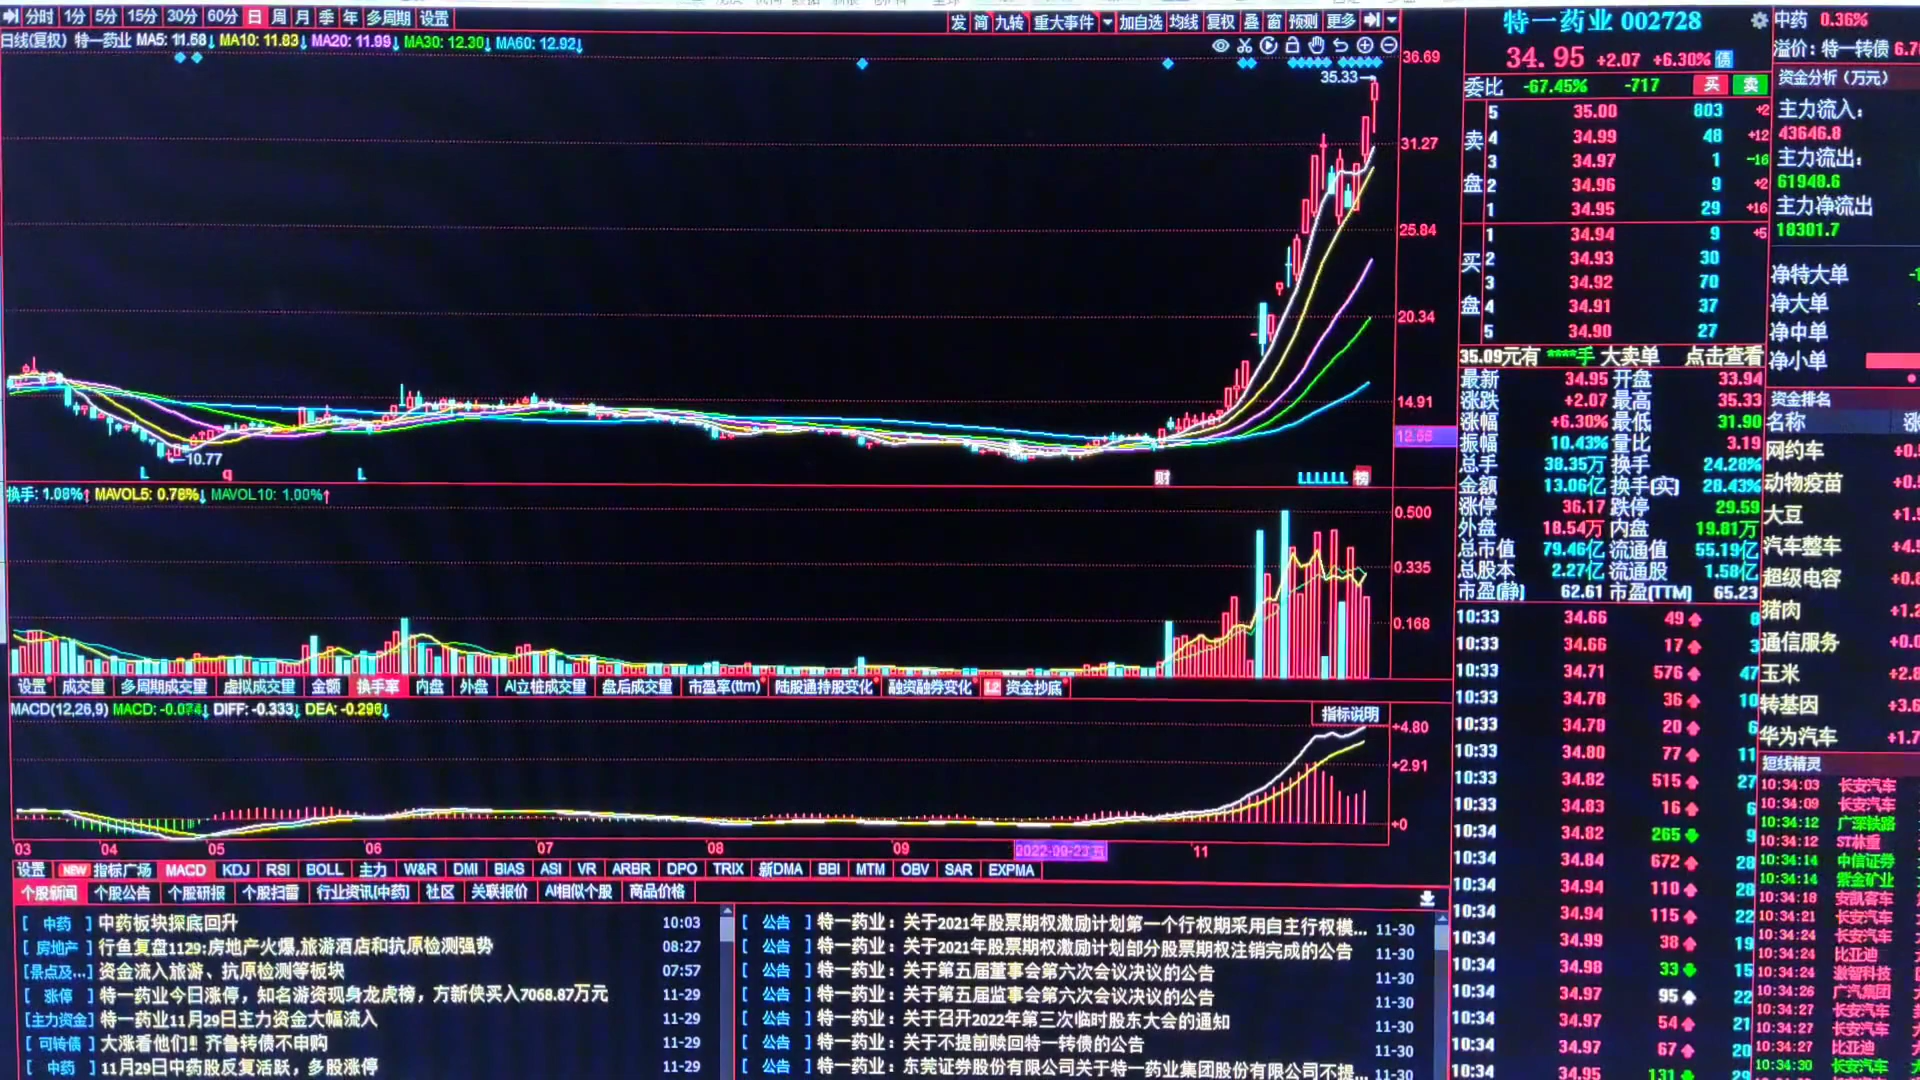 分时 1分 5分 15分 30分 60分 日 周 月 季 年 多周期 设置
发 简 九转 重大事件 加自选 均线 复权 叠 窗 预测 更多
日线(复权) 特一药业 MA5: 11.68↓ MA10: 11.83↓ MA20: 11.99↓ MA30: 12.30↓ MA60: 12.92↓
36.69
35.33
31.27
25.84
20.34
14.91
10.77
L q L 财 LLLLLL 榜
换手: 1.08%↑ MAVOL5: 0.78%↓ MAVOL10: 1.00%↑
0.500
0.335
0.168
设置 成交量 多周期成交量 虚拟成交量 金额 换手率 内盘 外盘 AI立桩成交量 盘后成交量 市盈率(ttm) 陆股通持股变化 融资融券变化 L2 资金抄底
MACD(12,26,9) DIFF: -0.333↓ DEA: -0.296↓
指标说明
+4.80
+2.91
+0
03 04 05 06 07 08 09 2022-09-23,五 11
设置 NEW 指标广场 MACD KDJ RSI BOLL 主力 W&R DMI BIAS ASI VR ARBR DPO TRIX 新DMA BBI MTM OBV SAR EXPMA
个股新闻 个股公告 个股研报 个股扫雷 行业资讯(中药) 社区 关联报价 AI相似个股 商品价格
[ 中药 ] 中药板块探底回升 10:03
[ 房地产 ] 行鱼复盘1129:房地产火爆,旅游酒店和抗原检测强势 08:27
[景点及...] 资金流入旅游、抗原检测等板块 07:57
[ 涨停 ] 特一药业今日涨停，知名游资现身龙虎榜，方新侠买入7068.87万元 11-29
[主力资金] 特一药业11月29日主力资金大幅流入 11-29
[ 可转债 ] 大涨看他们!! 齐鲁转债不申购 11-29
[ 中药 ] 11月29日中药股反复活跃，多股涨停 11-29
[ 公告 ] 特一药业：关于2021年股票期权激励计划第一个行权期采用自主行权模... 11-30
[ 公告 ] 特一药业：关于2021年股票期权激励计划部分股票期权注销完成的公告 11-30
[ 公告 ] 特一药业：关于第五届董事会第六次会议决议的公告 11-30
[ 公告 ] 特一药业：关于第五届监事会第六次会议决议的公告 11-30
[ 公告 ] 特一药业：关于召开2022年第三次临时股东大会的通知 11-30
[ 公告 ] 特一药业：关于不提前赎回特一转债的公告 11-30
[ 公告 ] 特一药业：东莞证券股份有限公司关于特一药业集团股份有限公司不提... 11-30
特一药业 002728
34.95 +2.07 +6.30% 债
委比 -67.45% -717 买 卖
卖盘
5 35.00 803 +2
4 34.99 48 +12
3 34.97 1 -16
2 34.96 9 +2
1 34.95 29 +16
买盘
1 34.94 9 +5
2 34.93 30
3 34.92 70
4 34.91 37
5 34.90 27
35.09元有 ****手 大卖单 点击查看
最新 34.95 开盘 33.94
涨跌 +2.07 最高 35.33
涨幅 +6.30% 最低 31.90
振幅 10.43% 量比 3.19
总手 38.35万 换手 24.28%
金额 13.06亿 换手(实) 28.43%
涨停 36.17 跌停 29.59
外盘 18.54万 内盘 19.81万
总市值 79.46亿 流通值 55.19亿
总股本 2.27亿 流通股 1.58亿
市盈(静) 62.61 市盈(TTM) 65.23
10:33 34.66 49 8
10:33 34.66 17 3
10:33 34.71 576 47
10:33 34.78 36 10
10:33 34.78 20 6
10:33 34.80 77 11
10:33 34.82 515 27
10:33 34.83 16 6
10:34 34.82 265 9
10:34 34.84 672 28
10:34 34.94 110 28
10:34 34.94 115 22
10:34 34.99 38 19
10:34 34.98 33 15
10:34 34.97 95 22
10:34 34.97 54 21
10:34 34.97 67 20
10:34 34.95 131 29
中药 0.36%
溢价: 特一转债
资金分析（万元）
主力流入:
43646.8
主力流出:
61948.6
主力净流出
18301.7
净特大单
净大单
净中单
净小单
资金排名
名称 涨
网约车
动物疫苗
大豆
汽车整车
超级电容
猪肉
通信服务
玉米
转基因
华为汽车
短线精灵
10:34:03 长安汽车
10:34:09 长安汽车
10:34:12 广深铁路
10:34:12 ST林重
10:34:14 中信证券
10:34:14 紫金矿业
10:34:18 安凯客车
10:34:21 长安汽车
10:34:24 长安汽车
10:34:24 比亚迪
10:34:24
10:34:26 广汽集团
10:34:27 长安汽车
10:34:27 长安汽车
10:34:27 比亚迪
10:34:30 长安汽车